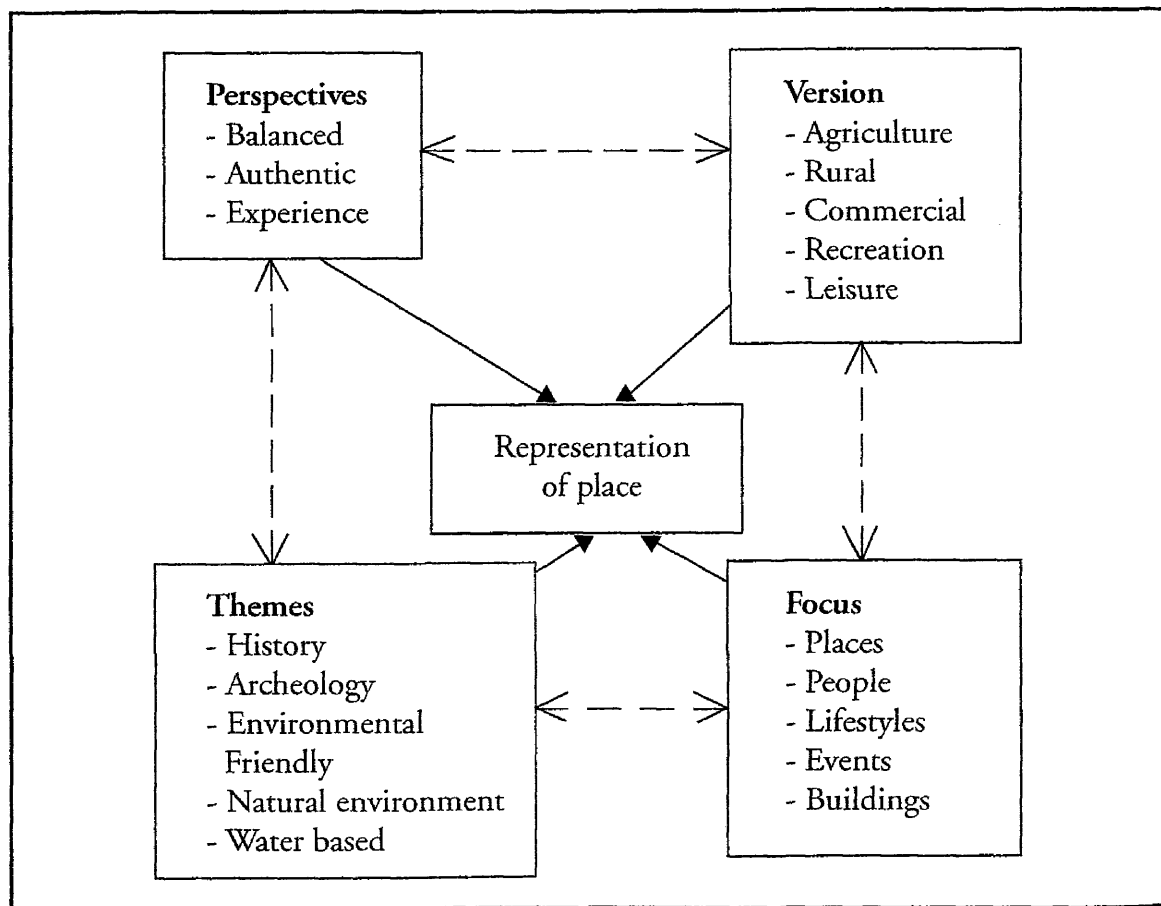 Perspectives
- Balanced
- Authentic
- Experience
Version
- Agriculture
- Rural
- Commercial
- Recreation
- Leisure
Representation
of place
Themes
- History
- Archeology
- Environmental
Friendly
- Natural environment
- Water based
Focus
- Places
- People
- Lifestyles
- Events
- Buildings